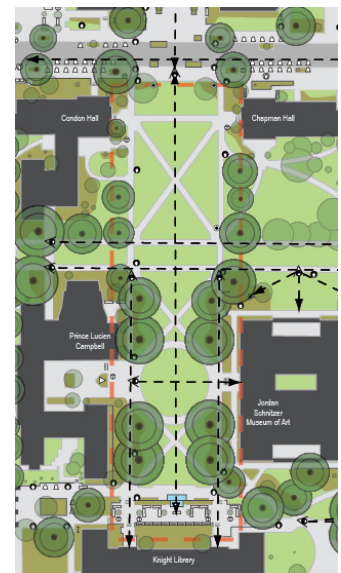 Condon Hall
Chapman Hall
Prince Lucien
Campbell
Jordan
Schnitzer
Museum of Art
Knight Library